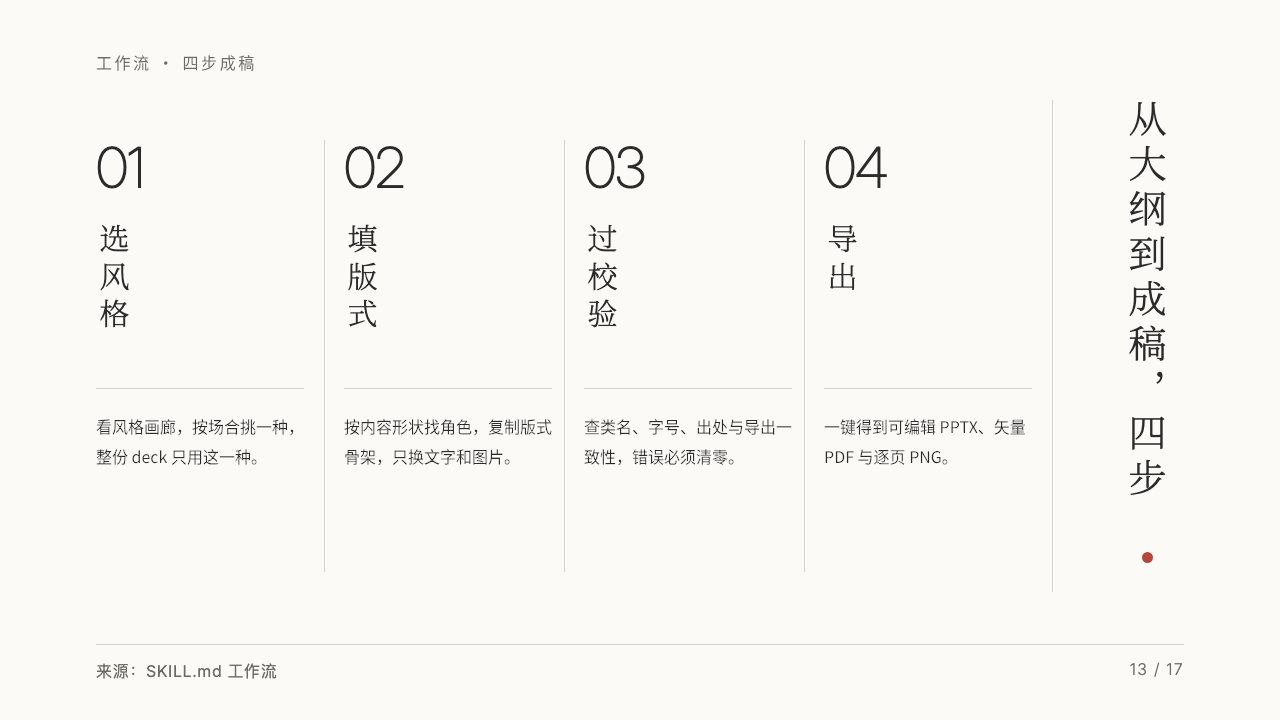 工作流 · 四步成稿
从大纲到成稿，四步
01
选风格
看风格画廊，按场合挑一种，
整份 deck 只用这一种。
02
填版式
按内容形状找角色，复制版式
骨架，只换文字和图片。
03
过校验
查类名、字号、出处与导出一
致性，错误必须清零。
04
导出
一键得到可编辑 PPTX、矢量
PDF 与逐页 PNG。
来源：SKILL.md 工作流
13 / 17